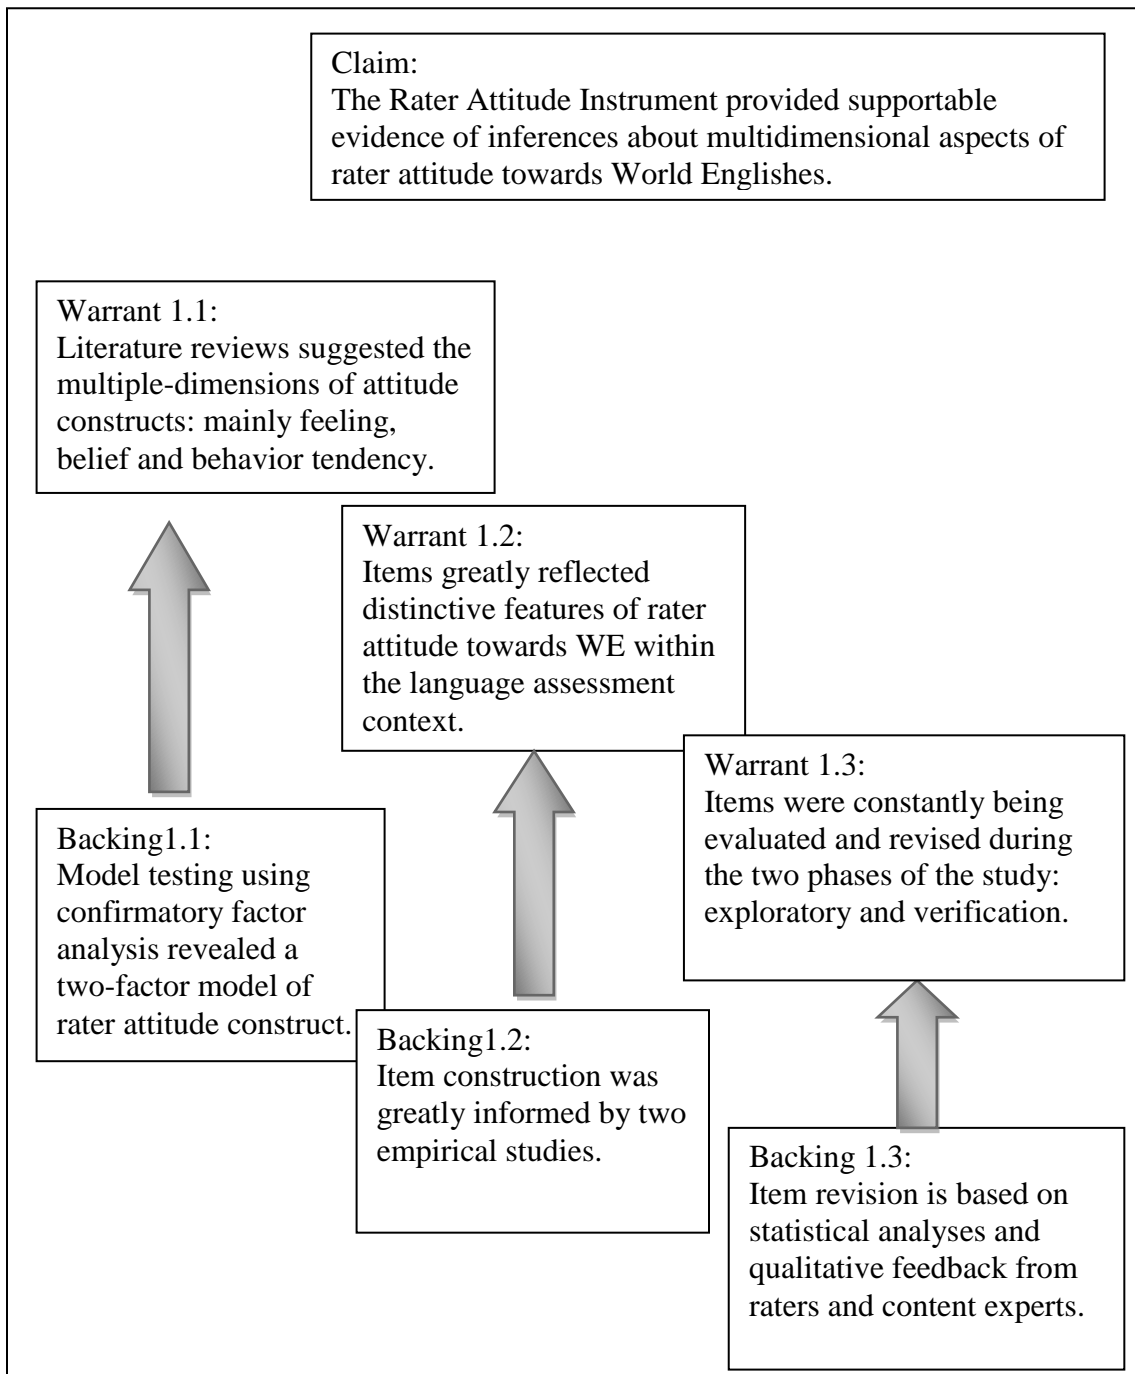 Claim:
The Rater Attitude Instrument provided supportable
evidence of inferences about multidimensional aspects of
rater attitude towards World Englishes.
Warrant 1.1:
Literature reviews suggested the
multiple-dimensions of attitude
constructs: mainly feeling,
belief and behavior tendency.
Warrant 1.2:
Items greatly reflected
distinctive features of rater
attitude towards WE within
the language assessment
context.
Warrant 1.3:
Items were constantly being
evaluated and revised during
the two phases of the study:
exploratory and verification.
Backing1.1:
Model testing using
confirmatory factor
analysis revealed a
two-factor model of
rater attitude construct.
Backing1.2:
Item construction was
greatly informed by two
empirical studies.
Backing 1.3:
Item revision is based on
statistical analyses and
qualitative feedback from
raters and content experts.